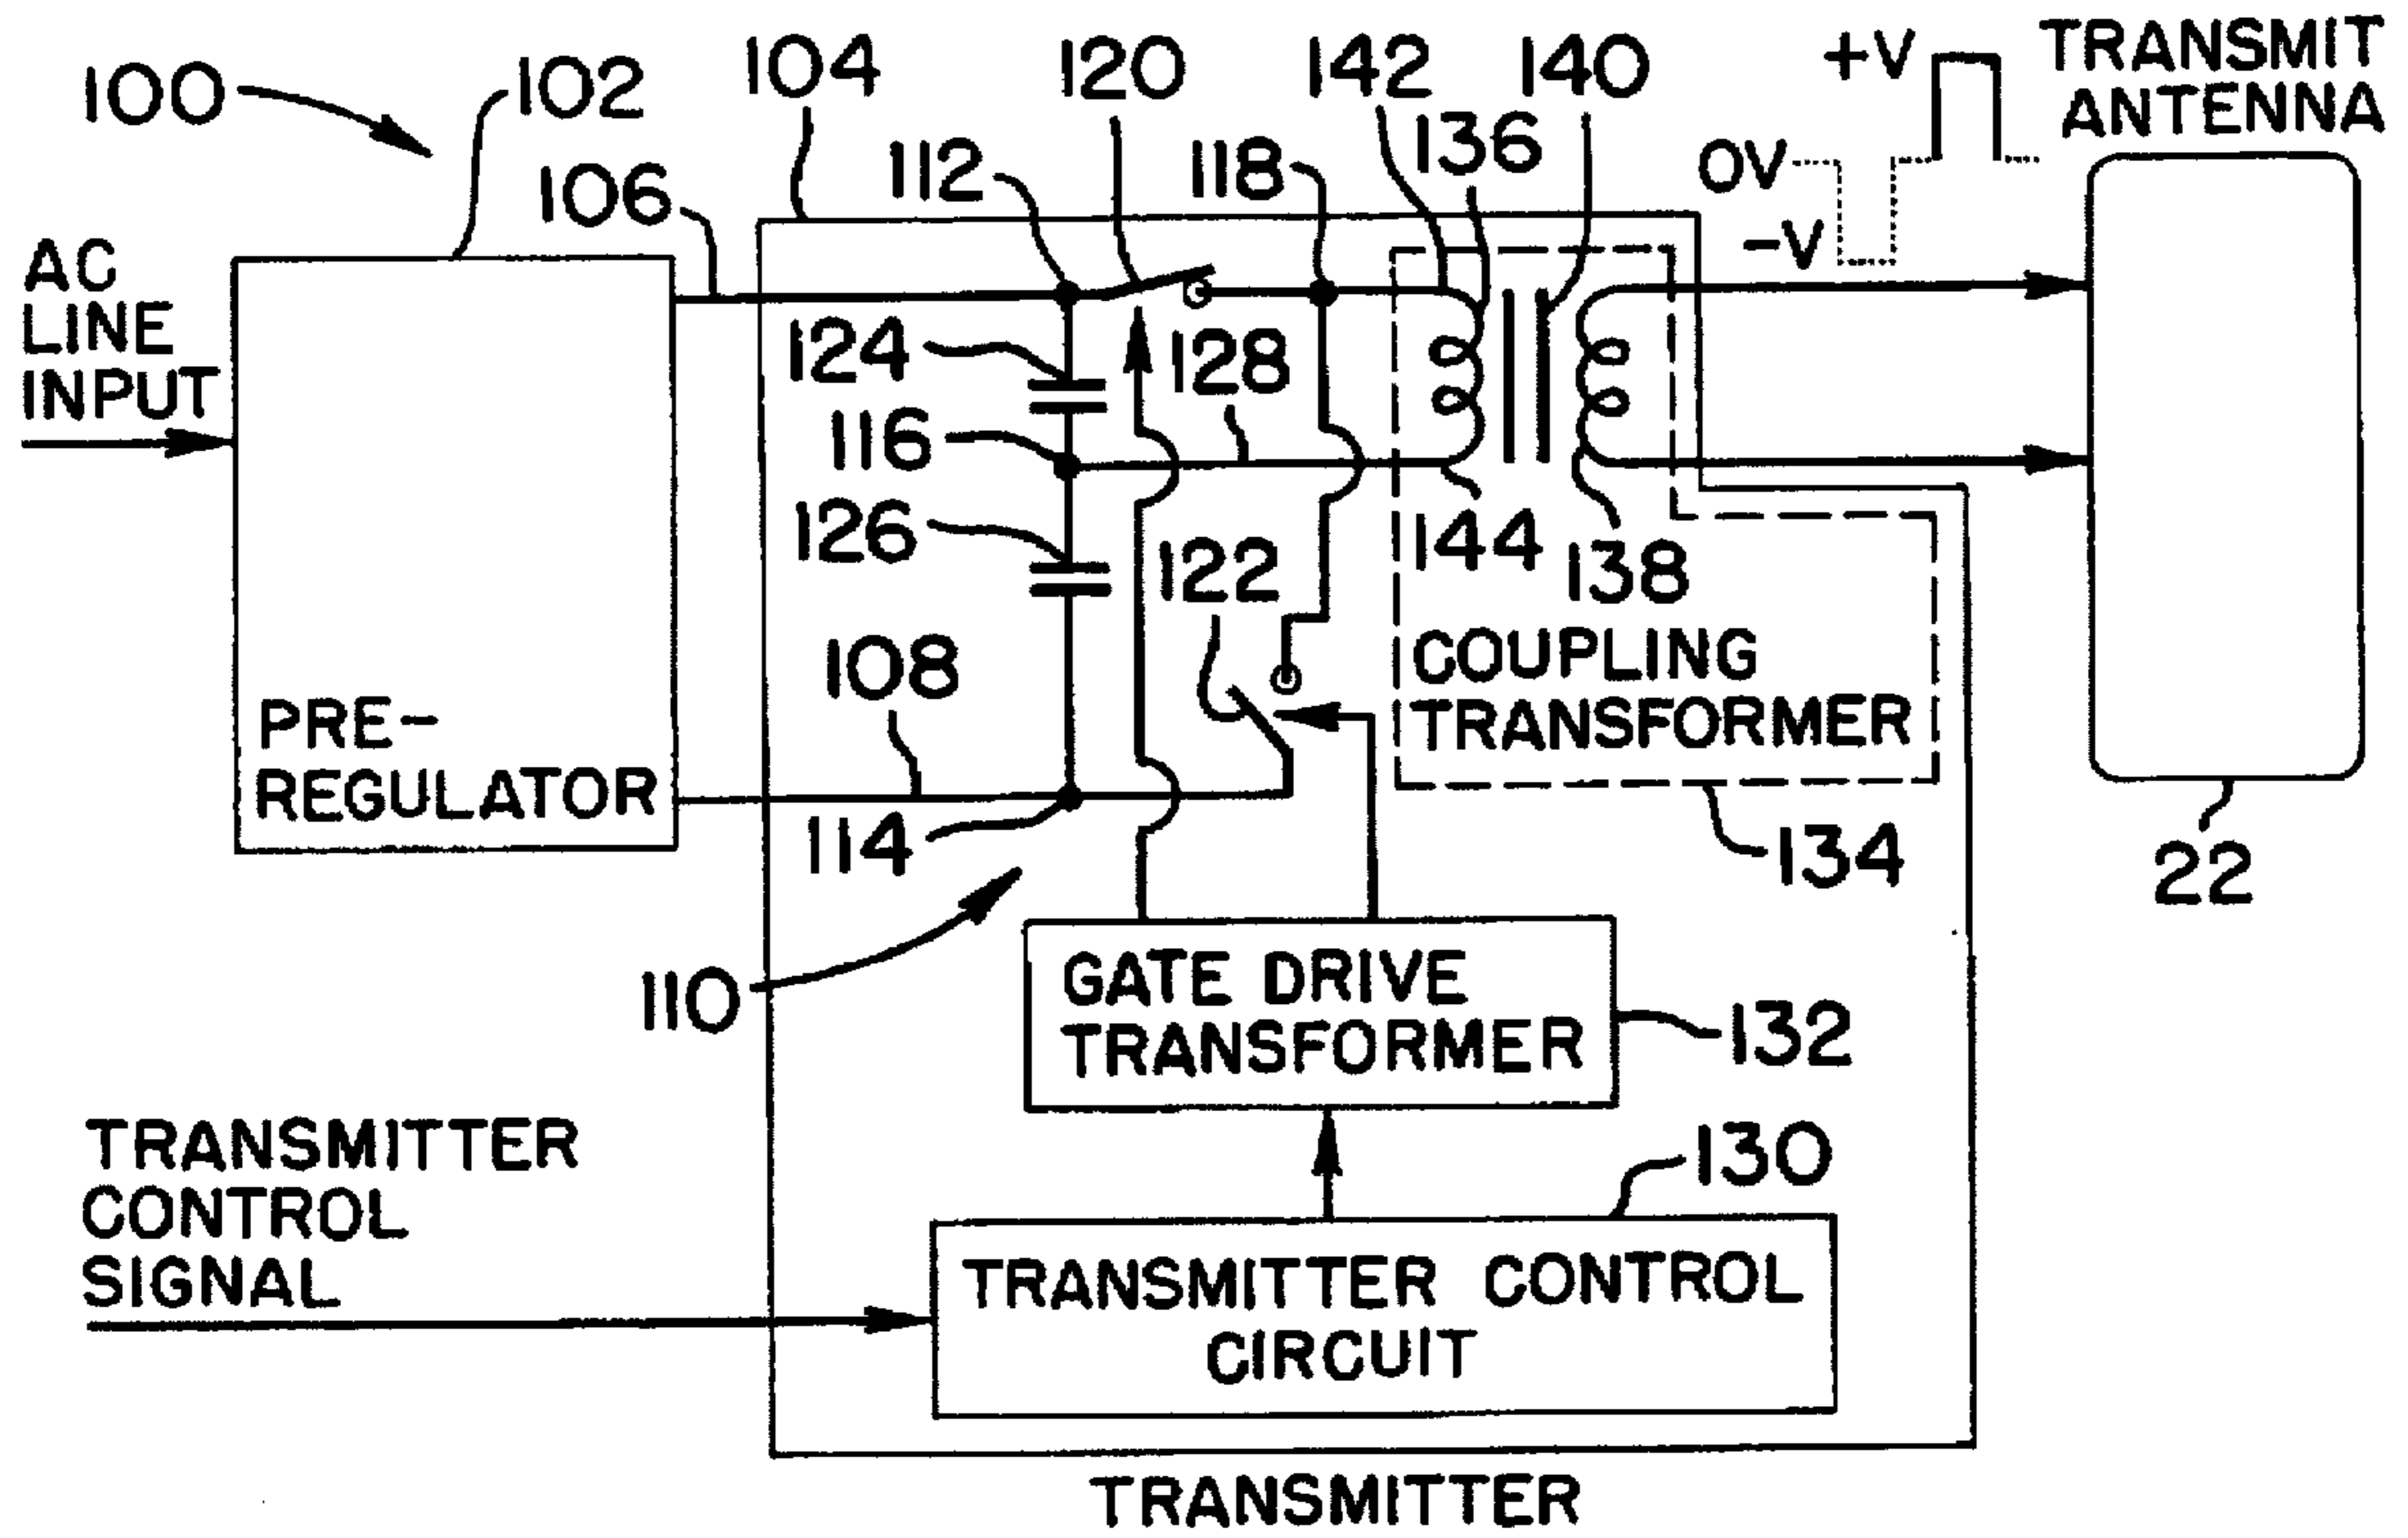 100
102
104
120
142
140
+V
TRANSMIT
ANTENNA
112
118
136
0V
106
-V
AC
LINE
INPUT
124
128
116
126
122
144
138
108
COUPLING
TRANSFORMER
PRE-
REGULATOR
114
134
22
110
GATE DRIVE
TRANSFORMER
132
TRANSMITTER
CONTROL
SIGNAL
130
TRANSMITTER CONTROL
CIRCUIT
TRANSMITTER